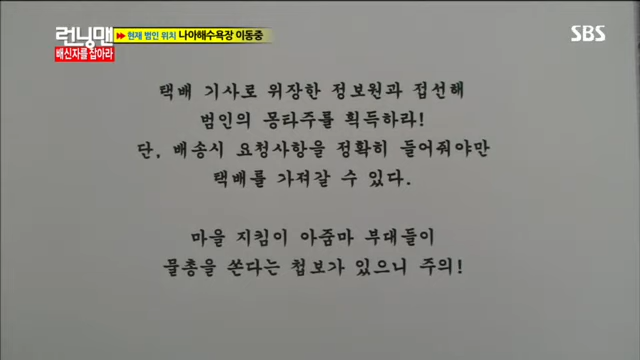 런닝맨
배신자를 잡아라
현재 범인 위치 나아해수욕장 이동중
SBS
택배 기사로 위장한 정보원과 접선해
범인의 몽타주를 획득하라!
단, 배송시 요청사항을 정확히 들어줘야만
택배를 가져갈 수 있다.
마을 지킴이 아줌마 부대들이
물총을 쏜다는 첩보가 있으니 주의!